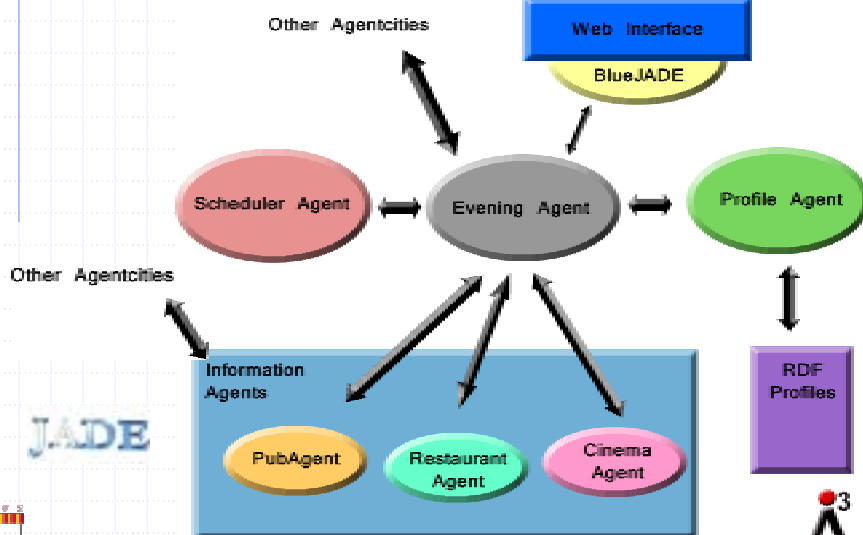 Other Agentcities
Web Interface
BlueJADE
Scheduler Agent
Evening Agent
Profile Agent
Other Agentcities
Information
Agents
RDF
Profiles
JADE
PubAgent
Restaurant
Agent
Cinema
Agent
3